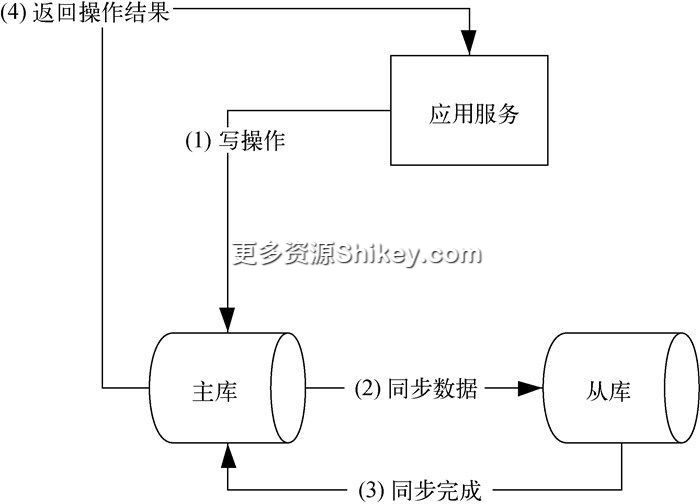 (4) 返回操作结果
应用服务
(1) 写操作
更多资源Shikey.com
主库
(2) 同步数据
从库
(3) 同步完成